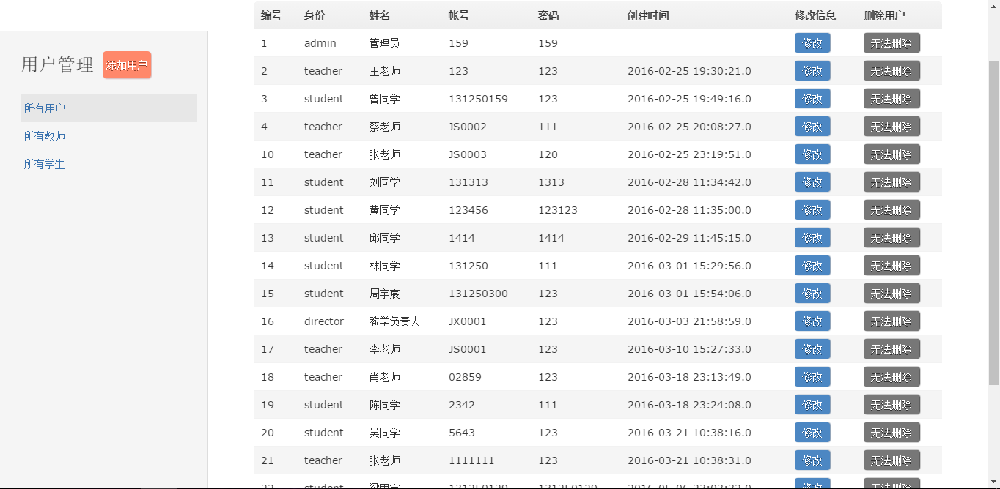 编号 身份 姓名 帐号 密码 创建时间 修改信息 删除用户
用户管理 添加用户
所有用户
所有教师
所有学生
1 admin 管理员 159 159 修改 无法删除
2 teacher 王老师 123 123 2016-02-25 19:30:21.0 修改 无法删除
3 student 曾同学 131250159 123 2016-02-25 19:49:16.0 修改 无法删除
4 teacher 蔡老师 JS0002 111 2016-02-25 20:08:27.0 修改 无法删除
10 teacher 张老师 JS0003 120 2016-02-25 23:19:51.0 修改 无法删除
11 student 刘同学 131313 1313 2016-02-28 11:34:42.0 修改 无法删除
12 student 黄同学 123456 123123 2016-02-28 11:35:00.0 修改 无法删除
13 student 邱同学 1414 1414 2016-02-29 11:45:15.0 修改 无法删除
14 student 林同学 131250 111 2016-03-01 15:29:56.0 修改 无法删除
15 student 周宇宸 131250300 123 2016-03-01 15:54:06.0 修改 无法删除
16 director 教学负责人 JX0001 123 2016-03-03 21:58:59.0 修改 无法删除
17 teacher 李老师 JS0001 123 2016-03-10 15:27:33.0 修改 无法删除
18 teacher 肖老师 02859 123 2016-03-18 23:13:49.0 修改 无法删除
19 student 陈同学 2342 111 2016-03-18 23:24:08.0 修改 无法删除
20 student 吴同学 5643 123 2016-03-21 10:38:16.0 修改 无法删除
21 teacher 张老师 1111111 123 2016-03-21 10:38:31.0 修改 无法删除
22 student 131250129 131250129 2016-05-06 23:03:32.0 修改 无法删除